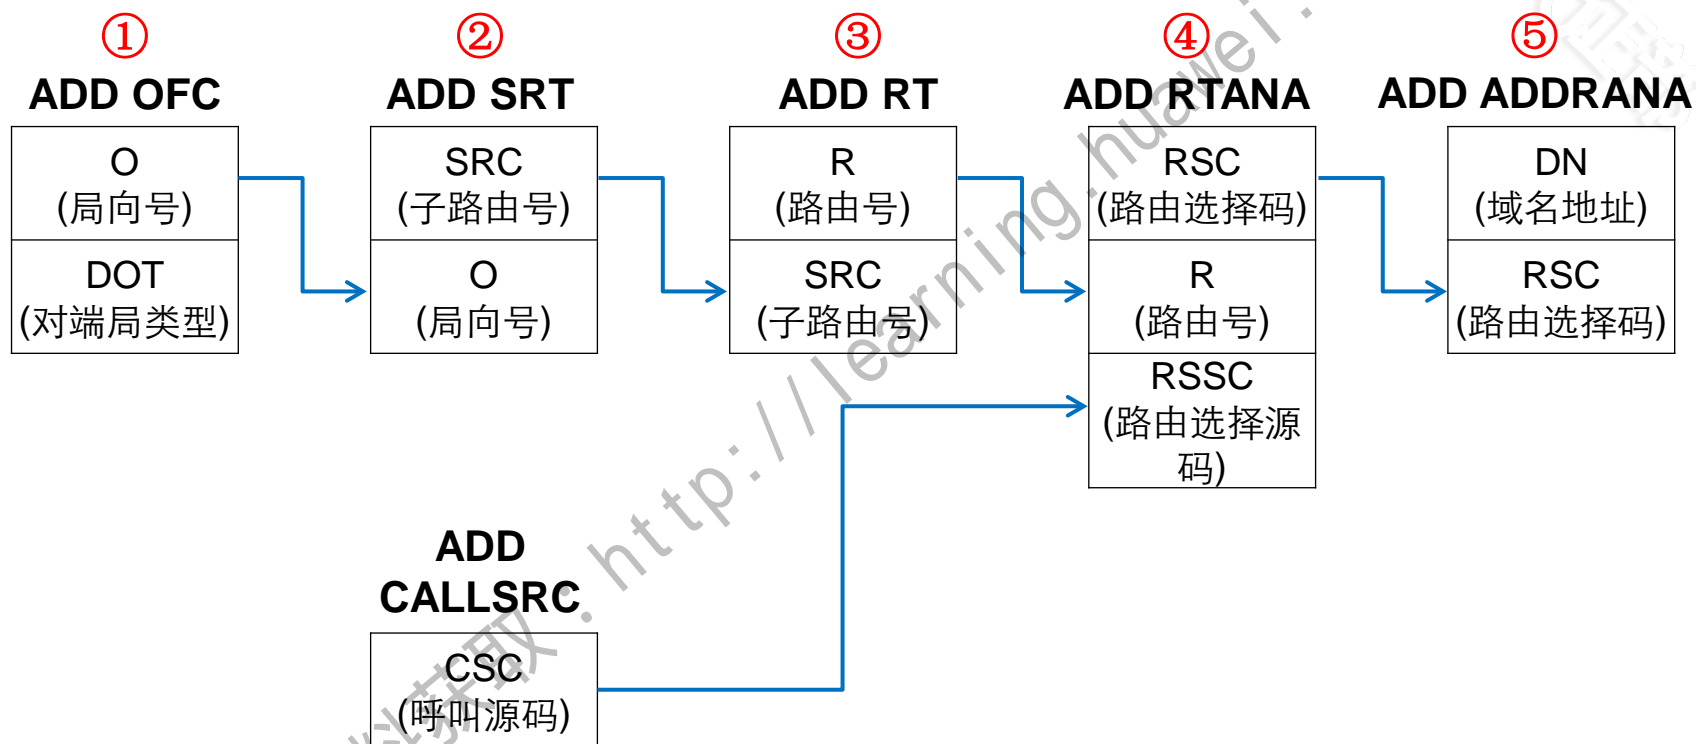 ①
②
③
④
⑤
ADD OFC
ADD SRT
ADD RT
ADD RTANA
ADD ADDRANA
O
(局向号)
DOT
(对端局类型)
SRC
(子路由号)
O
(局向号)
R
(路由号)
SRC
(子路由号)
RSC
(路由选择码)
R
(路由号)
RSSC
(路由选择源
码)
DN
(域名地址)
RSC
(路由选择码)
ADD
CALLSRC
CSC
(呼叫源码)
获取:http://learning.huawei.